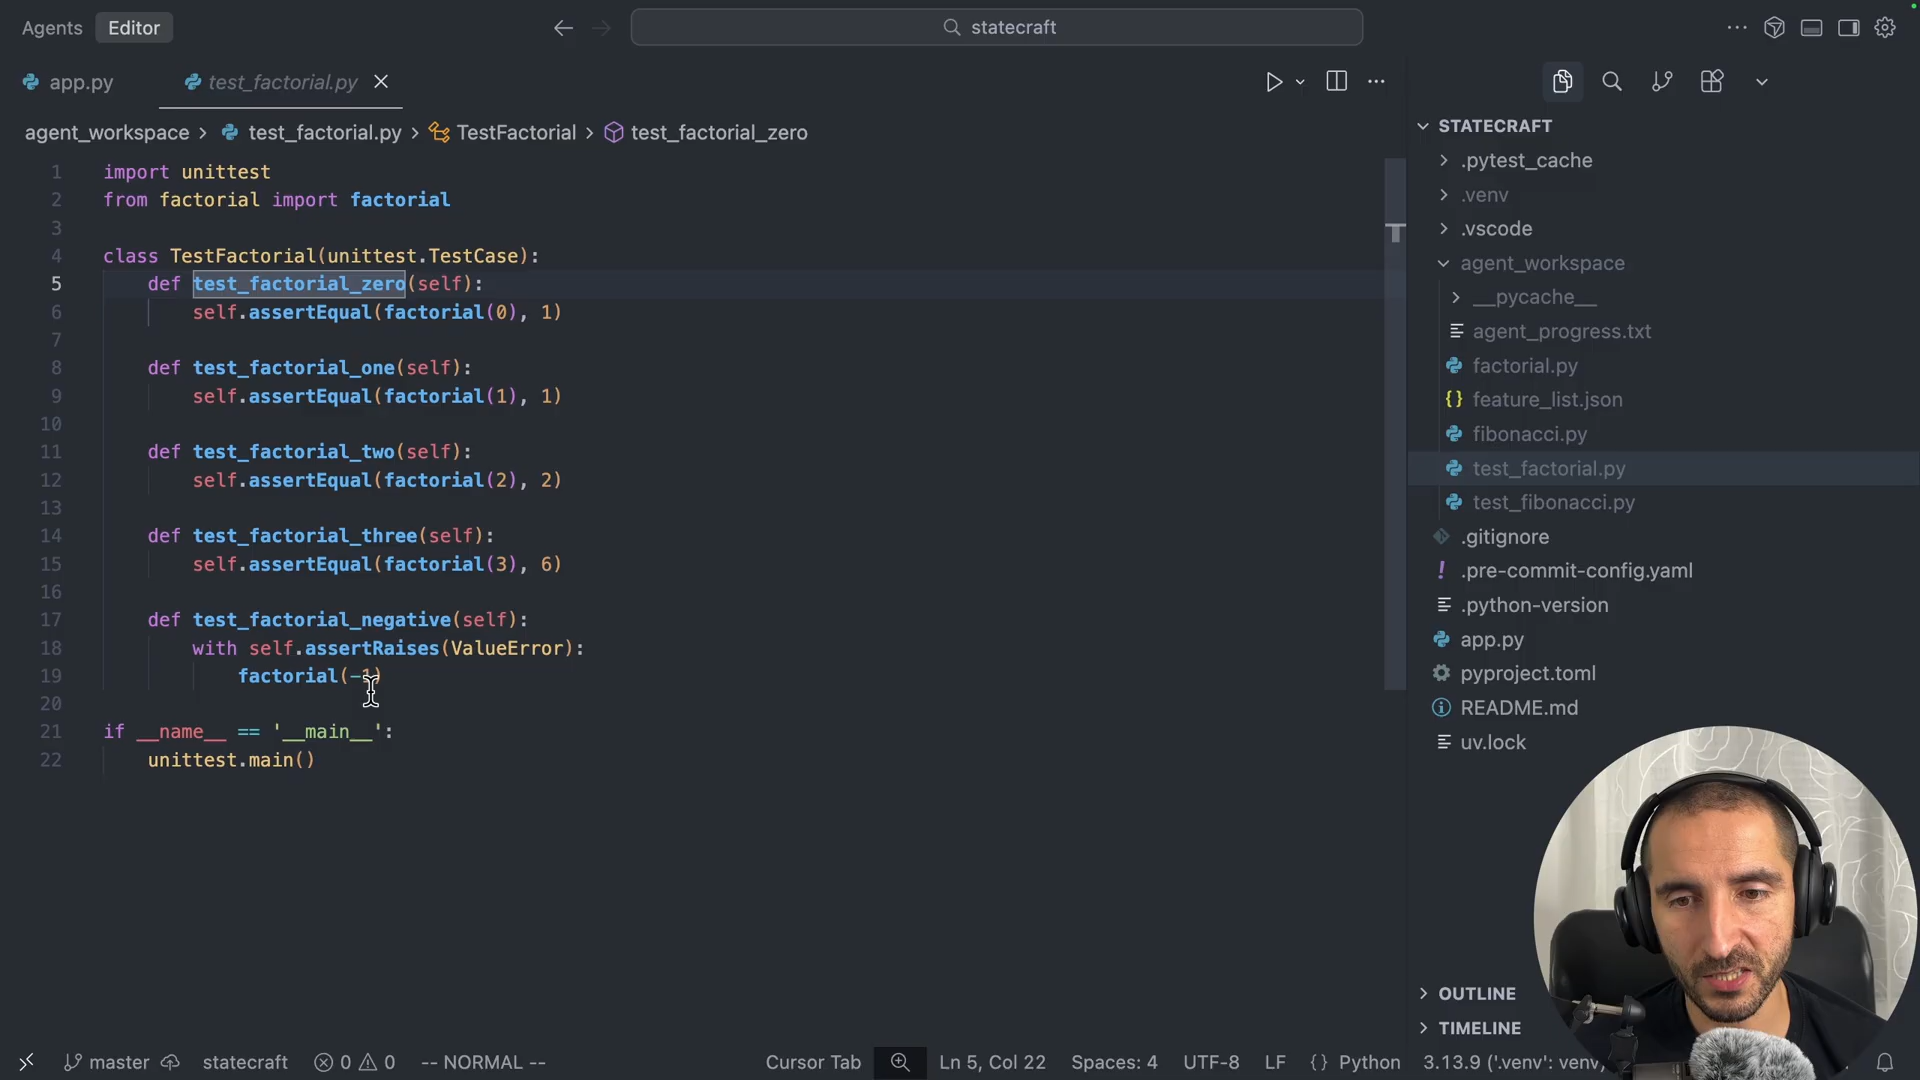 Agents Editor statecraft
app.py test_factorial.py
agent_workspace > test_factorial.py > TestFactorial > test_factorial_zero
1 import unittest
2 from factorial import factorial
3
4 class TestFactorial(unittest.TestCase):
5 def test_factorial_zero(self):
6 self.assertEqual(factorial(0), 1)
7
8 def test_factorial_one(self):
9 self.assertEqual(factorial(1), 1)
10
11 def test_factorial_two(self):
12 self.assertEqual(factorial(2), 2)
13
14 def test_factorial_three(self):
15 self.assertEqual(factorial(3), 6)
16
17 def test_factorial_negative(self):
18 with self.assertRaises(ValueError):
19 factorial(-1)
20
21 if __name__ == '__main__':
22 unittest.main()
STATECRAFT
.pytest_cache
.venv
.vscode
agent_workspace
__pycache__
agent_progress.txt
factorial.py
{} feature_list.json
fibonacci.py
test_factorial.py
test_fibonacci.py
.gitignore
! .pre-commit-config.yaml
.python-version
app.py
pyproject.toml
README.md
uv.lock
OUTLINE
TIMELINE
master statecraft 0 0 -- NORMAL -- Cursor Tab Ln 5, Col 22 Spaces: 4 UTF-8 LF {} Python 3.13.9 ('.venv': venv)